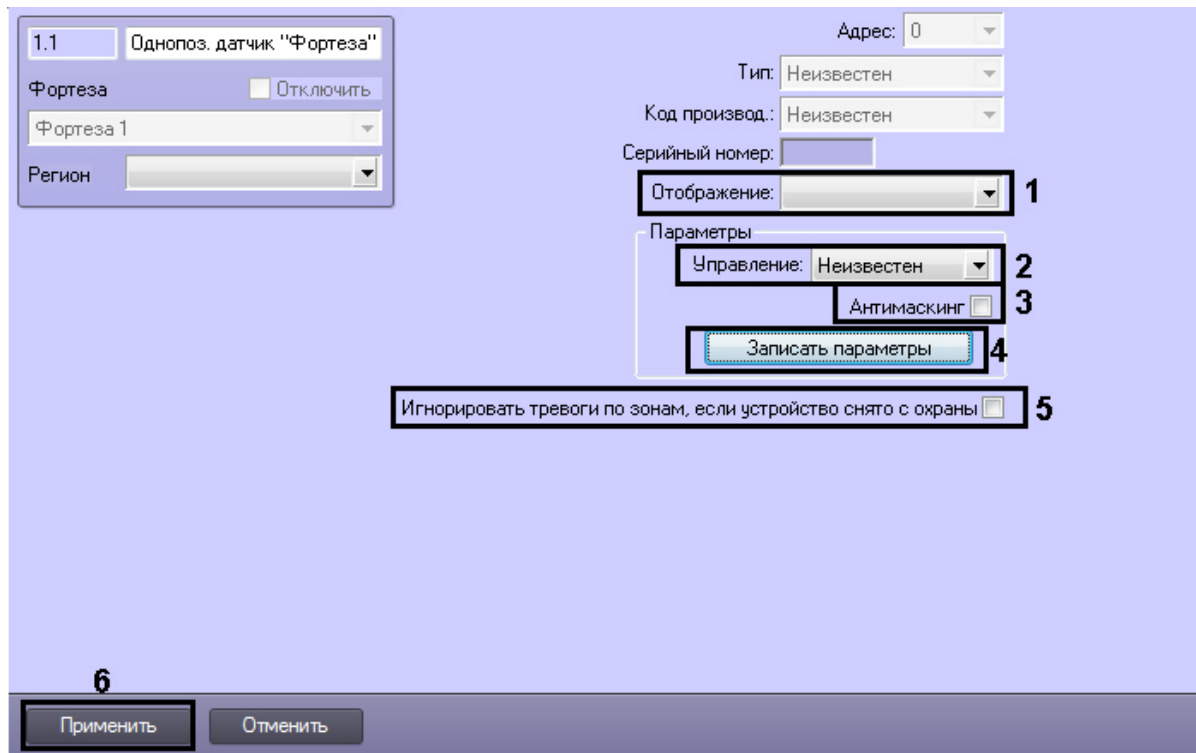 1.1 Однопоз. датчик "Фортеза"
Фортеза Отключить
Фортеза 1
Регион
Адрес: 0
Тип: Неизвестен
Код производ.: Неизвестен
Серийный номер:
Отображение: 1
Параметры
Управление: Неизвестен 2
Антимаскинг 3
Записать параметры 4
Игнорировать тревоги по зонам, если устройство снято с охраны 5
6
Применить Отменить